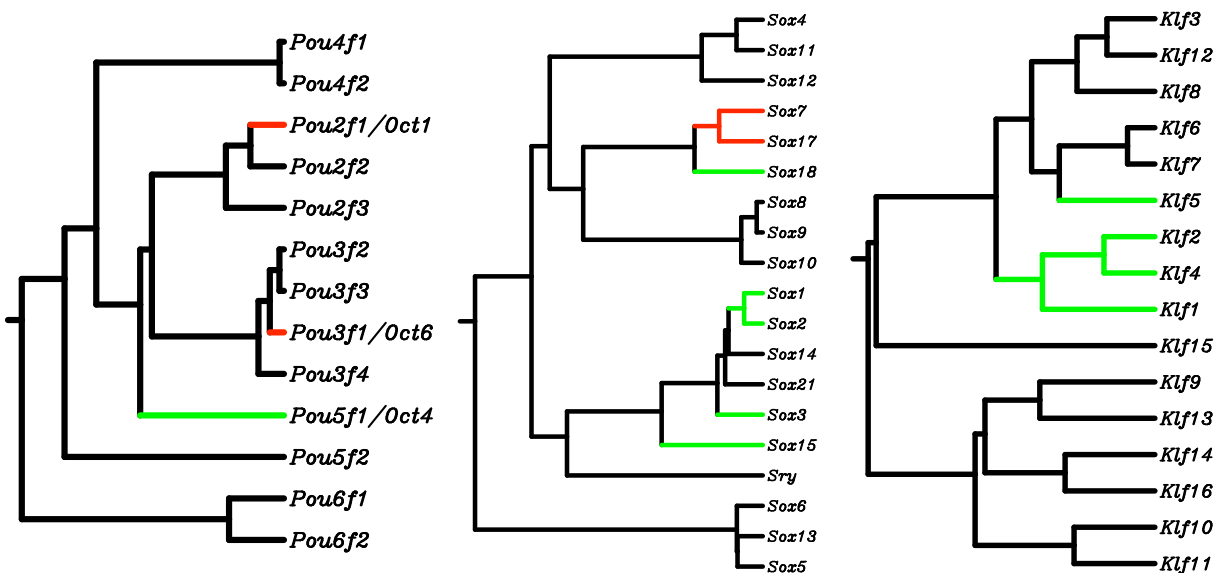 Pou4f1
Pou4f2
Pou2f1/Oct1
Pou2f2
Pou2f3
Pou3f2
Pou3f3
Pou3f1/Oct6
Pou3f4
Pou5f1/Oct4
Pou5f2
Pou6f1
Pou6f2
Sox4
Sox11
Sox12
Sox7
Sox17
Sox18
Sox8
Sox9
Sox10
Sox1
Sox2
Sox14
Sox21
Sox3
Sox15
Sry
Sox6
Sox13
Sox5
Klf3
Klf12
Klf8
Klf6
Klf7
Klf5
Klf2
Klf4
Klf1
Klf15
Klf9
Klf13
Klf14
Klf16
Klf10
Klf11